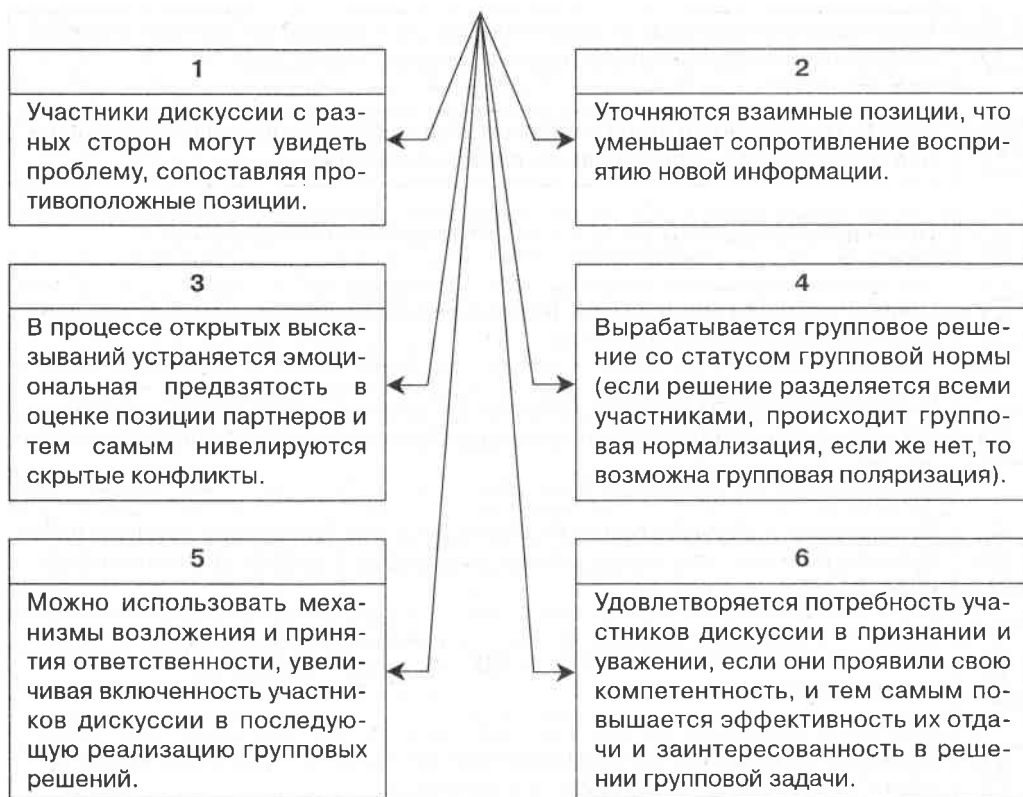 1
Участники дискуссии с раз-
ных сторон могут увидеть
проблему, сопоставляя про-
тивоположные позиции.
2
Уточняются взаимные позиции, что
уменьшает сопротивление воспри-
ятию новой информации.
3
В процессе открытых выска-
зываний устраняется эмоци-
ональная предвзятость в
оценке позиции партнеров и
тем самым нивелируются
скрытые конфликты.
4
Вырабатывается групповое реше-
ние со статусом групповой нормы
(если решение разделяется всеми
участниками, происходит группо-
вая нормализация, если же нет, то
возможна групповая поляризация).
5
Можно использовать меха-
низмы возложения и приня-
тия ответственности, увели-
чивая включенность участни-
ков дискуссии в последую-
щую реализацию групповых
решений.
6
Удовлетворяется потребность уча-
стников дискуссии в признании и
уважении, если они проявили свою
компетентность, и тем самым по-
вышается эффективность их отда-
чи и заинтересованность в реше-
нии групповой задачи.